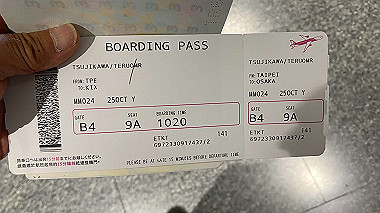 BOARDING PASS
TSUJIKAWA/TERUOMR
FROM: TPE
TO: KIX
MM024 25OCT Y
GATE SEAT BOARDING TIME
B4 9A 1020
ETKT 141
6972330917437/2
PLEASE BE AT GATE 15 MINUTES BEFORE DEPARTURE TIME
TSUJIKAWA/TERUOMR
FR: TAIPEI
TO: OSAKA
MM024 25OCT
GATE SEAT
B4 9A
ETKT 141
6972330917437/2